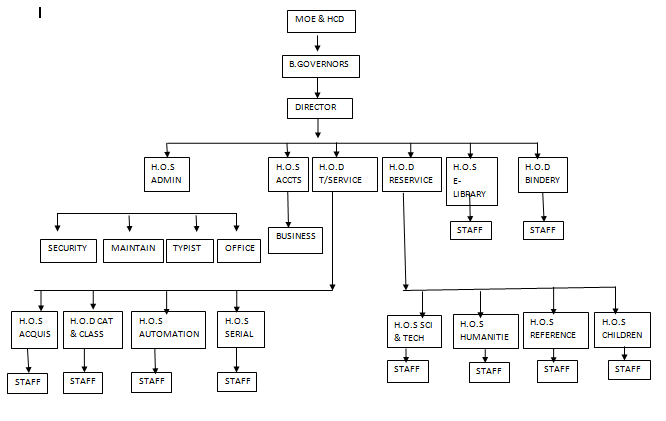 MOE & HCD
B.GOVERNORS
DIRECTOR
H.O.S
ADMIN
H.O.S
ACCTS
H.O.D
T/SERVICE
H.O.D
RESERVICE
H.O.S
E-
LIBRARY
H.O.D
BINDERY
STAFF
STAFF
SECURITY
MAINTAIN
TYPIST
OFFICE
BUSINESS
H.O.S
ACQUIS
H.O.D CAT
& CLASS
H.O.S
AUTOMATION
H.O.S
SERIAL
H.O.S SCI
& TECH
H.O.S
HUMANITIE
H.O.S
REFERENCE
H.O.S
CHILDREN
STAFF
STAFF
STAFF
STAFF
STAFF
STAFF
STAFF
STAFF